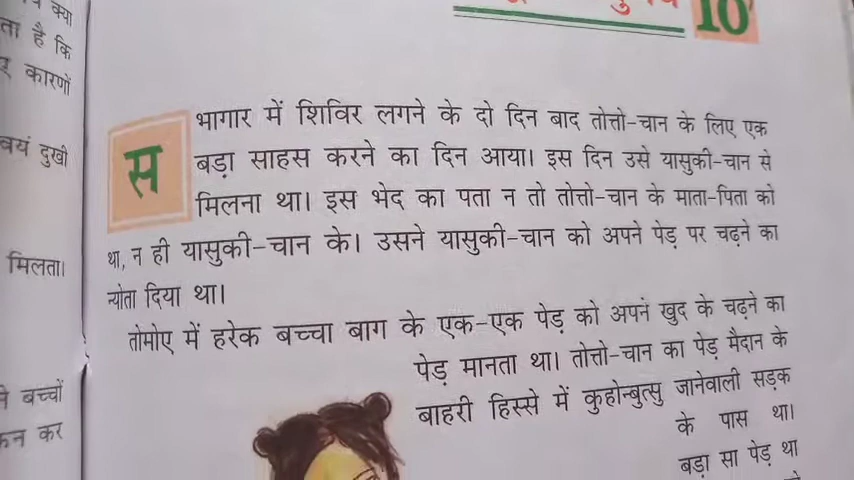 क्या
ता है कि
कारणों
वयं दुखी
मिलता।
बच्चों
कर
10
सभागार में शिविर लगने के दो दिन बाद तोत्तो-चान के लिए एक
बड़ा साहस करने का दिन आया। इस दिन उसे यासुकी-चान से
मिलना था। इस भेद का पता न तो तोत्तो-चान के माता-पिता को
था, न ही यासुकी-चान के। उसने यासुकी-चान को अपने पेड़ पर चढ़ने का
न्योता दिया था।
तोमोए में हरेक बच्चा बाग के एक-एक पेड़ को अपने खुद के चढ़ने का
पेड़ मानता था। तोत्तो-चान का पेड़ मैदान के
बाहरी हिस्से में कुहोन्बुत्सु जानेवाली सड़क
के पास था।
बड़ा सा पेड़ था